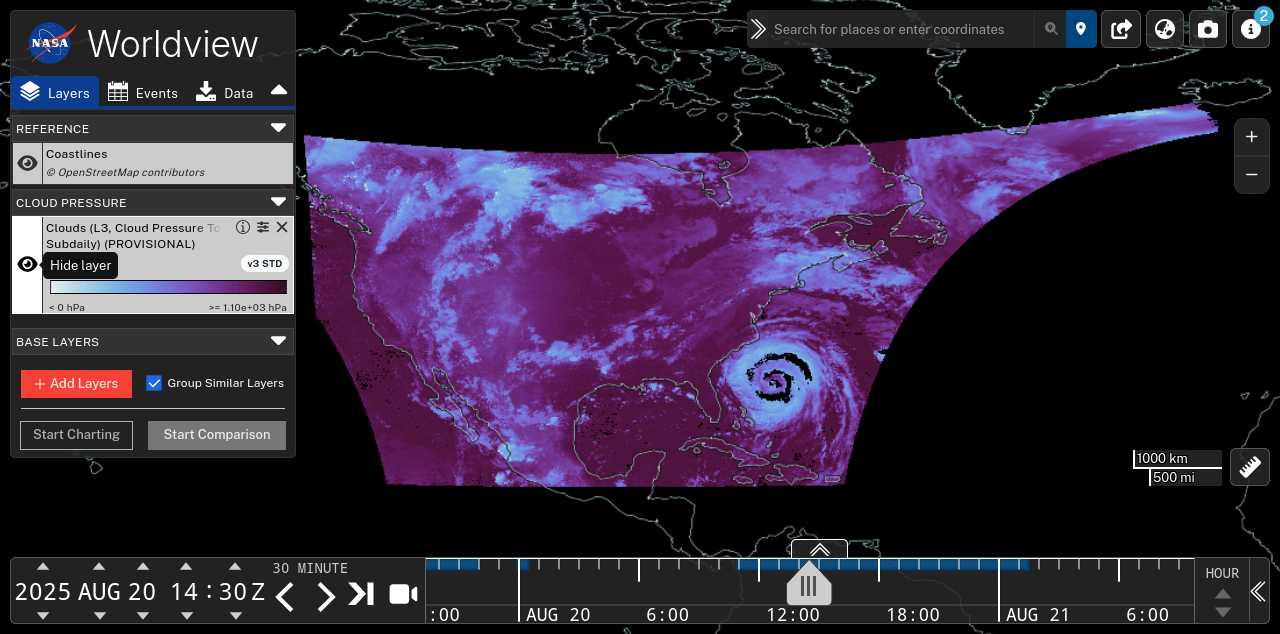 NASA
Worldview
Layers
Events
Data
REFERENCE
Coastlines
© OpenStreetMap contributors
CLOUD PRESSURE
Clouds (L3, Cloud Pressure To
Subdaily) (PROVISIONAL)
Hide layer
v3 STD
< 0 hPa
>= 1.10e+03 hPa
BASE LAYERS
+ Add Layers
Group Similar Layers
Start Charting
Start Comparison
Search for places or enter coordinates
2
+
−
1000 km
500 mi
30 MINUTE
2025 AUG 20 14 : 30 Z
:00
AUG 20
6:00
12:00
18:00
AUG 21
6:00
HOUR